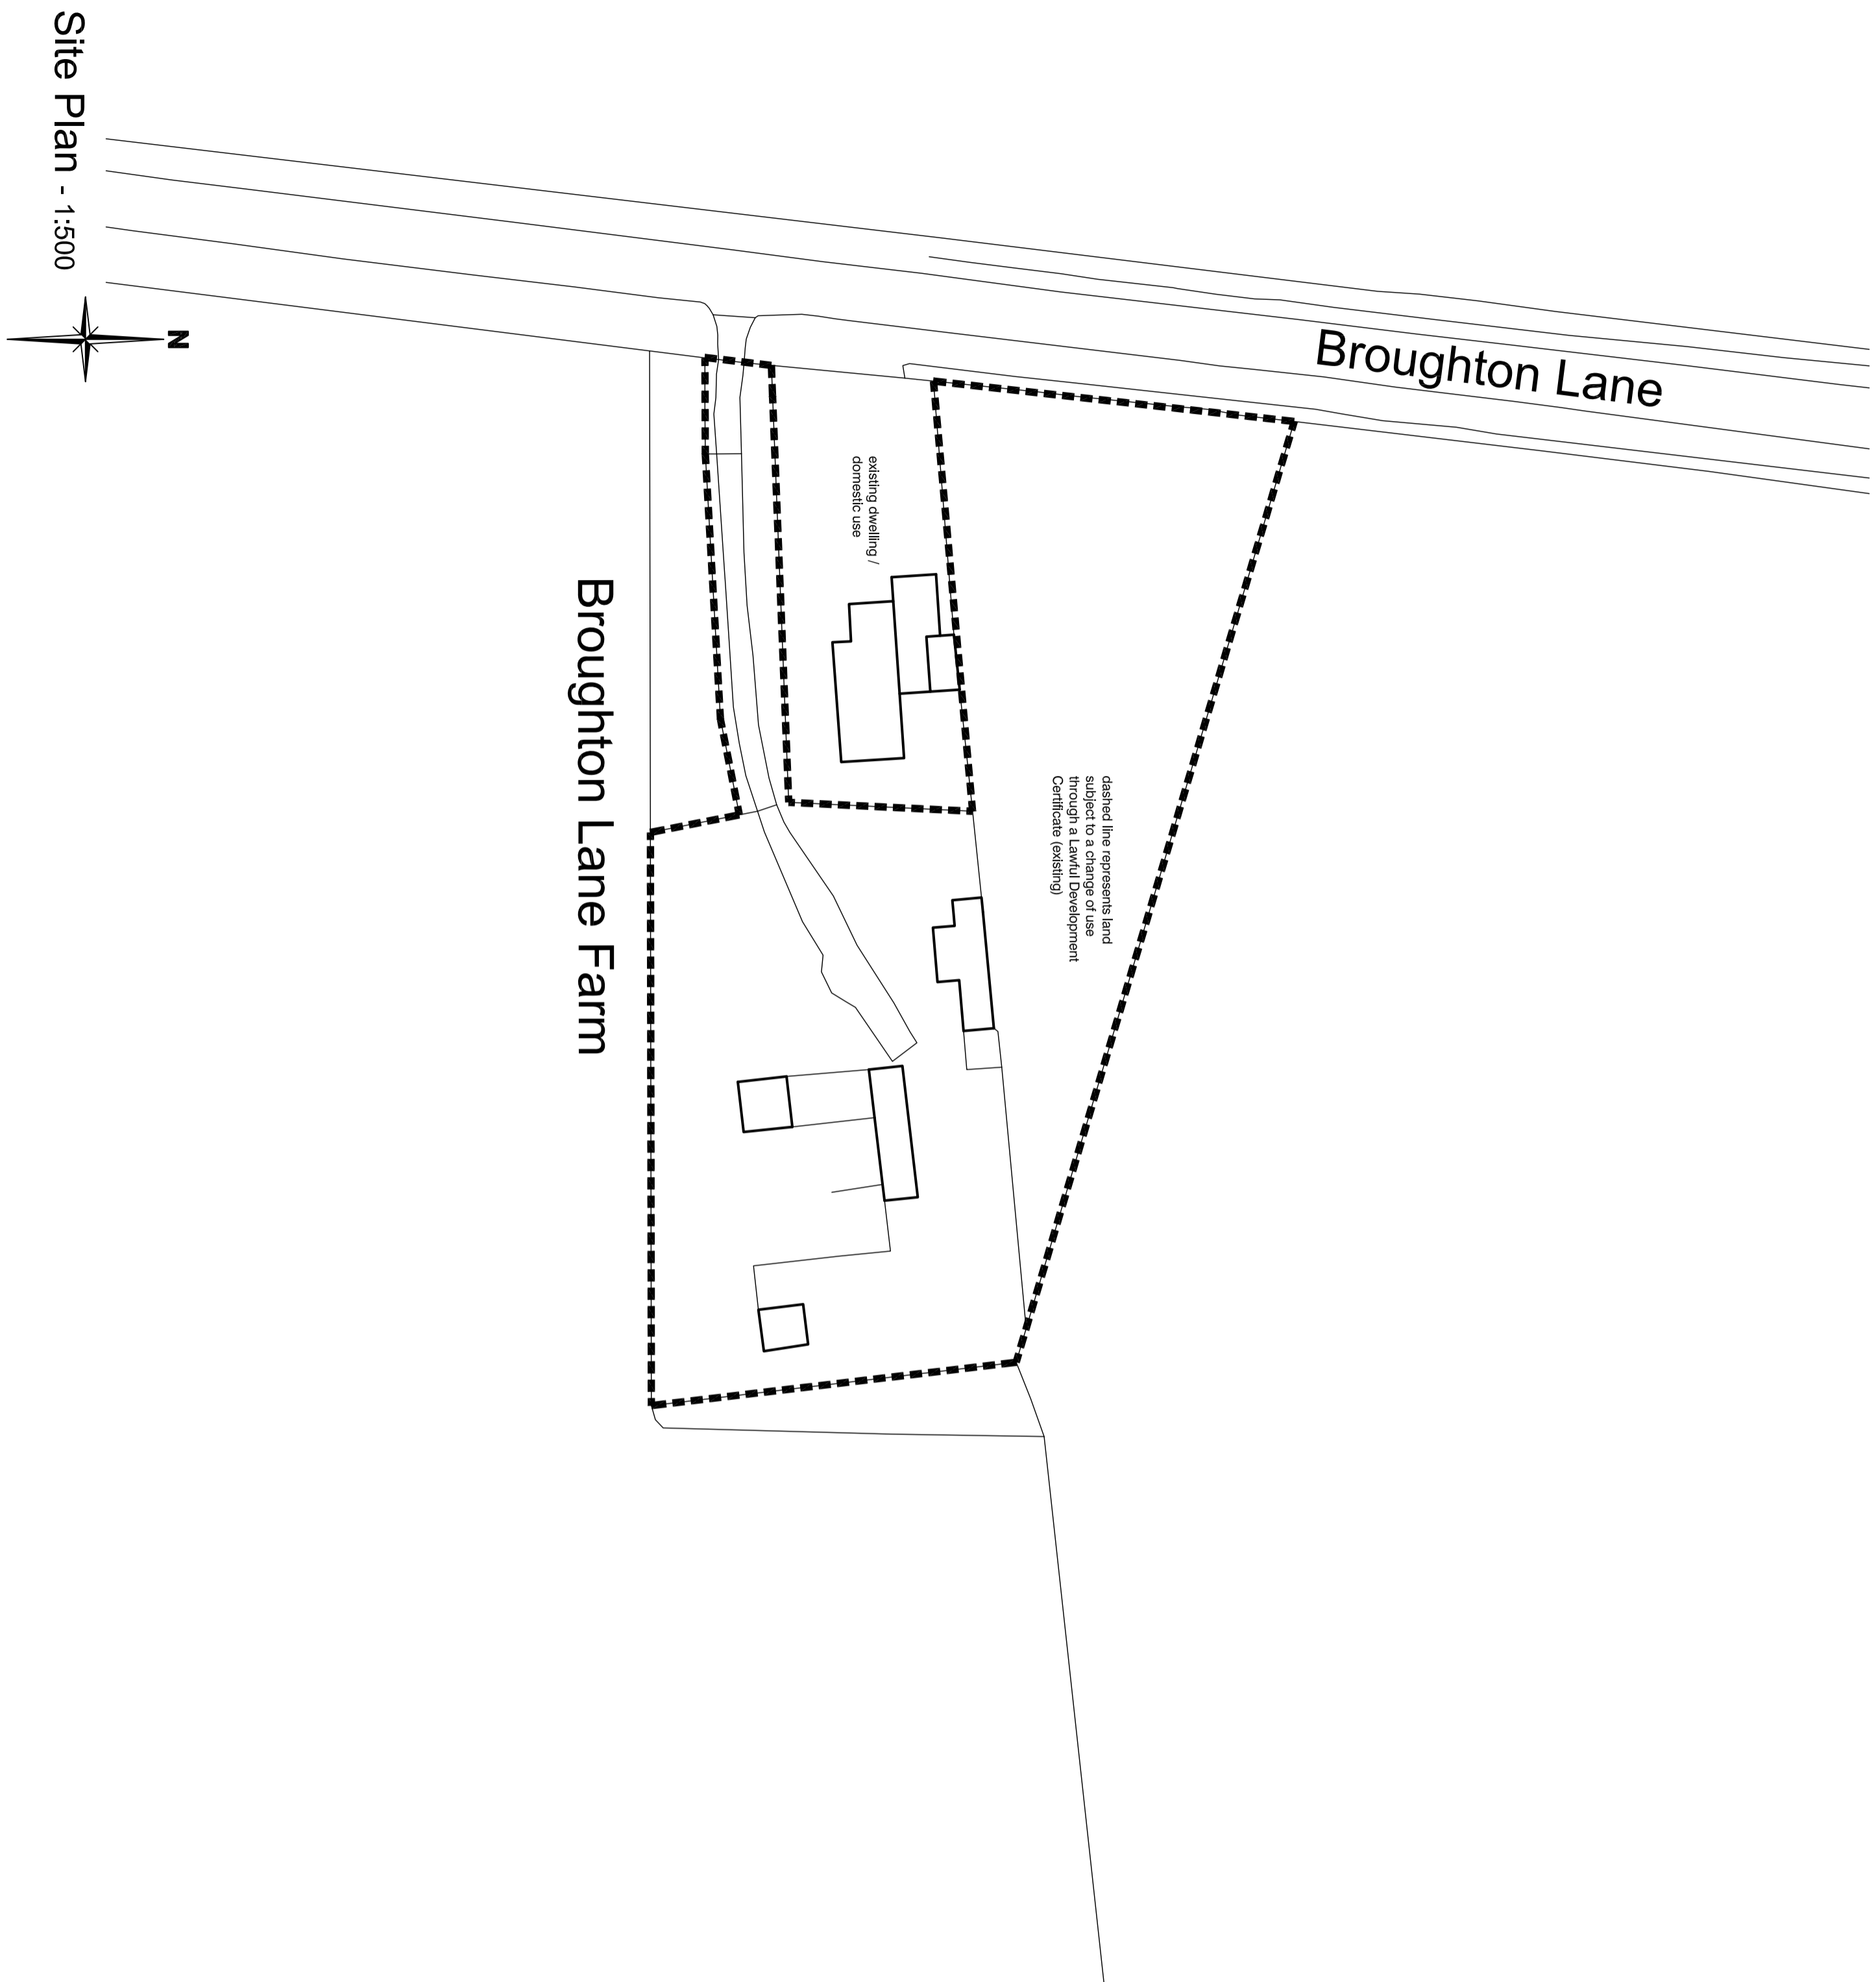 Broughton Lane
existing dwelling /
domestic use
dashed line represents land
subject to a change of use
through a Lawful Development
Certificate (existing)
Broughton Lane Farm
N
Site Plan - 1:500